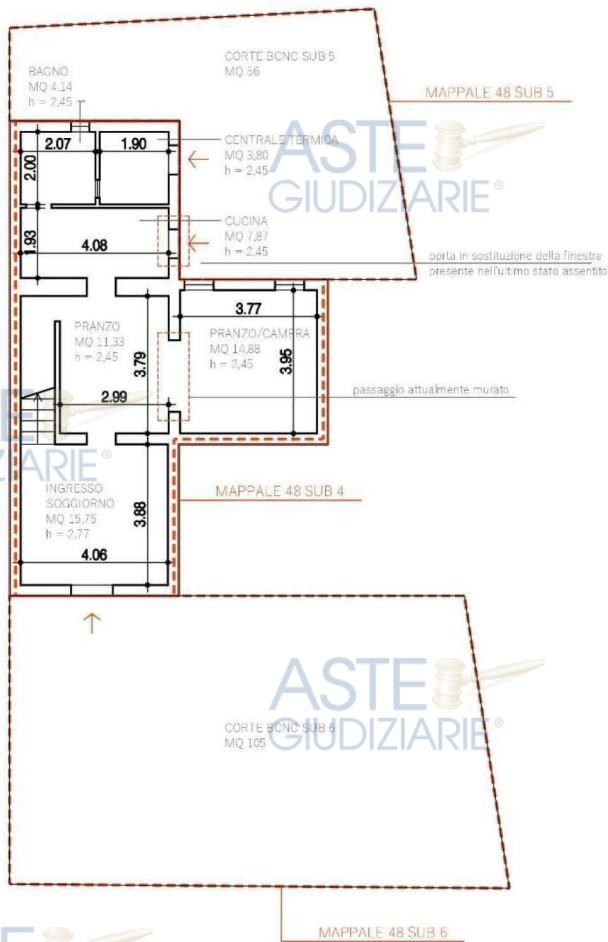 CORTE BCNC SUB 5
MQ 56
MAPPALE 48 SUB 5
BAGNO
MQ 4,14
h = 2,45
2.07
1.90
2.00
CENTRALE TERMICA
MQ 3,80
h = 2,45
ASTE
GIUDIZIARIE®
CUCINA
MQ 7,87
h = 2,45
1.93
4.08
porta in sostituzione della finestra
presente nell'ultimo stato assentito
3.77
PRANZO
MQ 11.33
h = 2,45
PRANZO/CAMERA
MQ 14,88
h = 2,45
3.79
3.95
2.99
passaggio attualmente murato
E
ZIARIE®
INGRESSO
SOGGIORNO
MQ 15,75
h = 2,77
MAPPALE 48 SUB 4
3.88
4.06
ASTE
GIUDIZIARIE®
CORTE BCNC SUB 6
MQ 105
MAPPALE 48 SUB 6